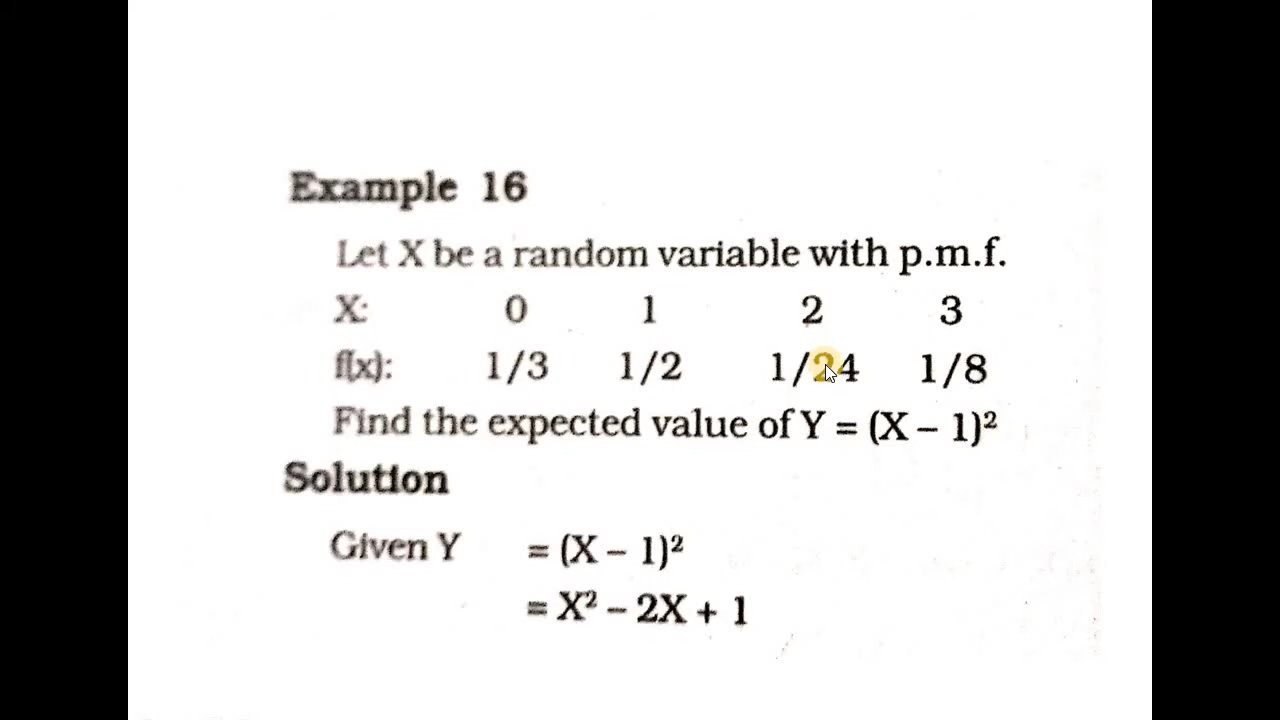 Example 16
Let X be a random variable with p.m.f.
X: 0 1 2 3
f(x): 1/3 1/2 1/24 1/8
Find the expected value of Y = (X – 1)²
Solution
Given Y = (X – 1)²
= X² – 2X + 1